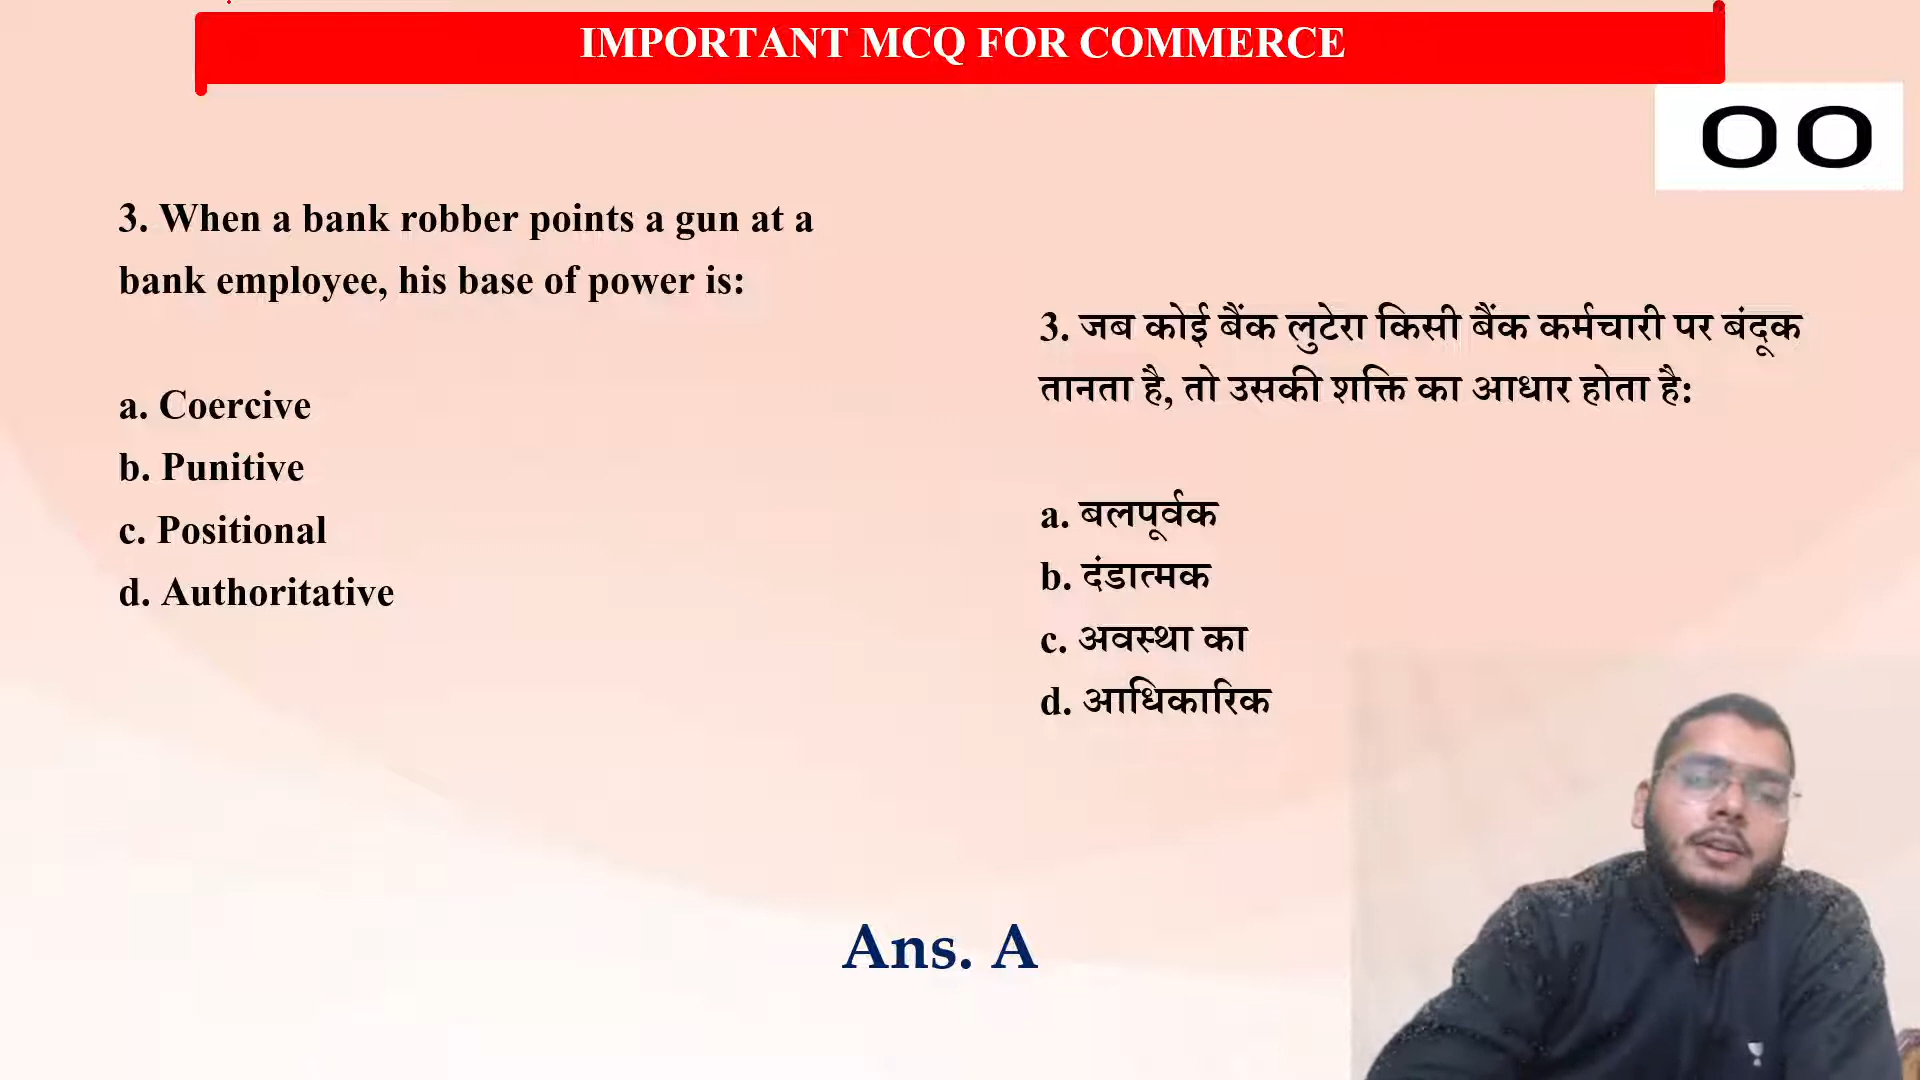 IMPORTANT MCQ FOR COMMERCE
00
3. When a bank robber points a gun at a
bank employee, his base of power is:
a. Coercive
b. Punitive
c. Positional
d. Authoritative
3. जब कोई बैंक लुटेरा किसी बैंक कर्मचारी पर बंदूक
तानता है, तो उसकी शक्ति का आधार होता है:
a. बलपूर्वक
b. दंडात्मक
c. अवस्था का
d. आधिकारिक
Ans. A